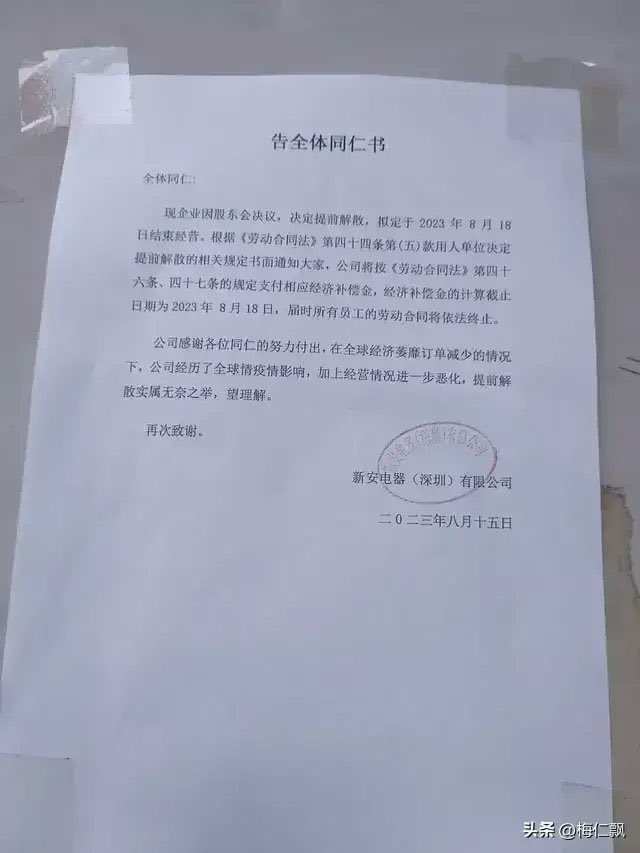 告全体同仁书
全体同仁:
现企业因股东会决议，决定提前解散，拟定于 2023 年 8 月 18
日结束经营。根据《劳动合同法》第四十四条第(五)款用人单位决定
提前解散的相关规定书面通知大家，公司将按《劳动合同法》第四十
六条、四十七条的规定支付相应经济补偿金，经济补偿金的计算截止
日期为 2023 年 8 月 18 日，届时所有员工的劳动合同将依法终止。
公司感谢各位同仁的努力付出，在全球经济萎靡订单减少的情况
下，公司经历了全球情疫情影响，加上经营情况进一步恶化，提前解
散实属无奈之举，望理解。
再次致谢。
新安电器（深圳）有限公司
二〇二三年八月十五日
头条 @梅仁飘